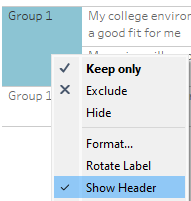 Group 1
My college environ
a good fit for me
Keep only
Exclude
Group 1
Hide
Format...
Rotate Label
Show Header